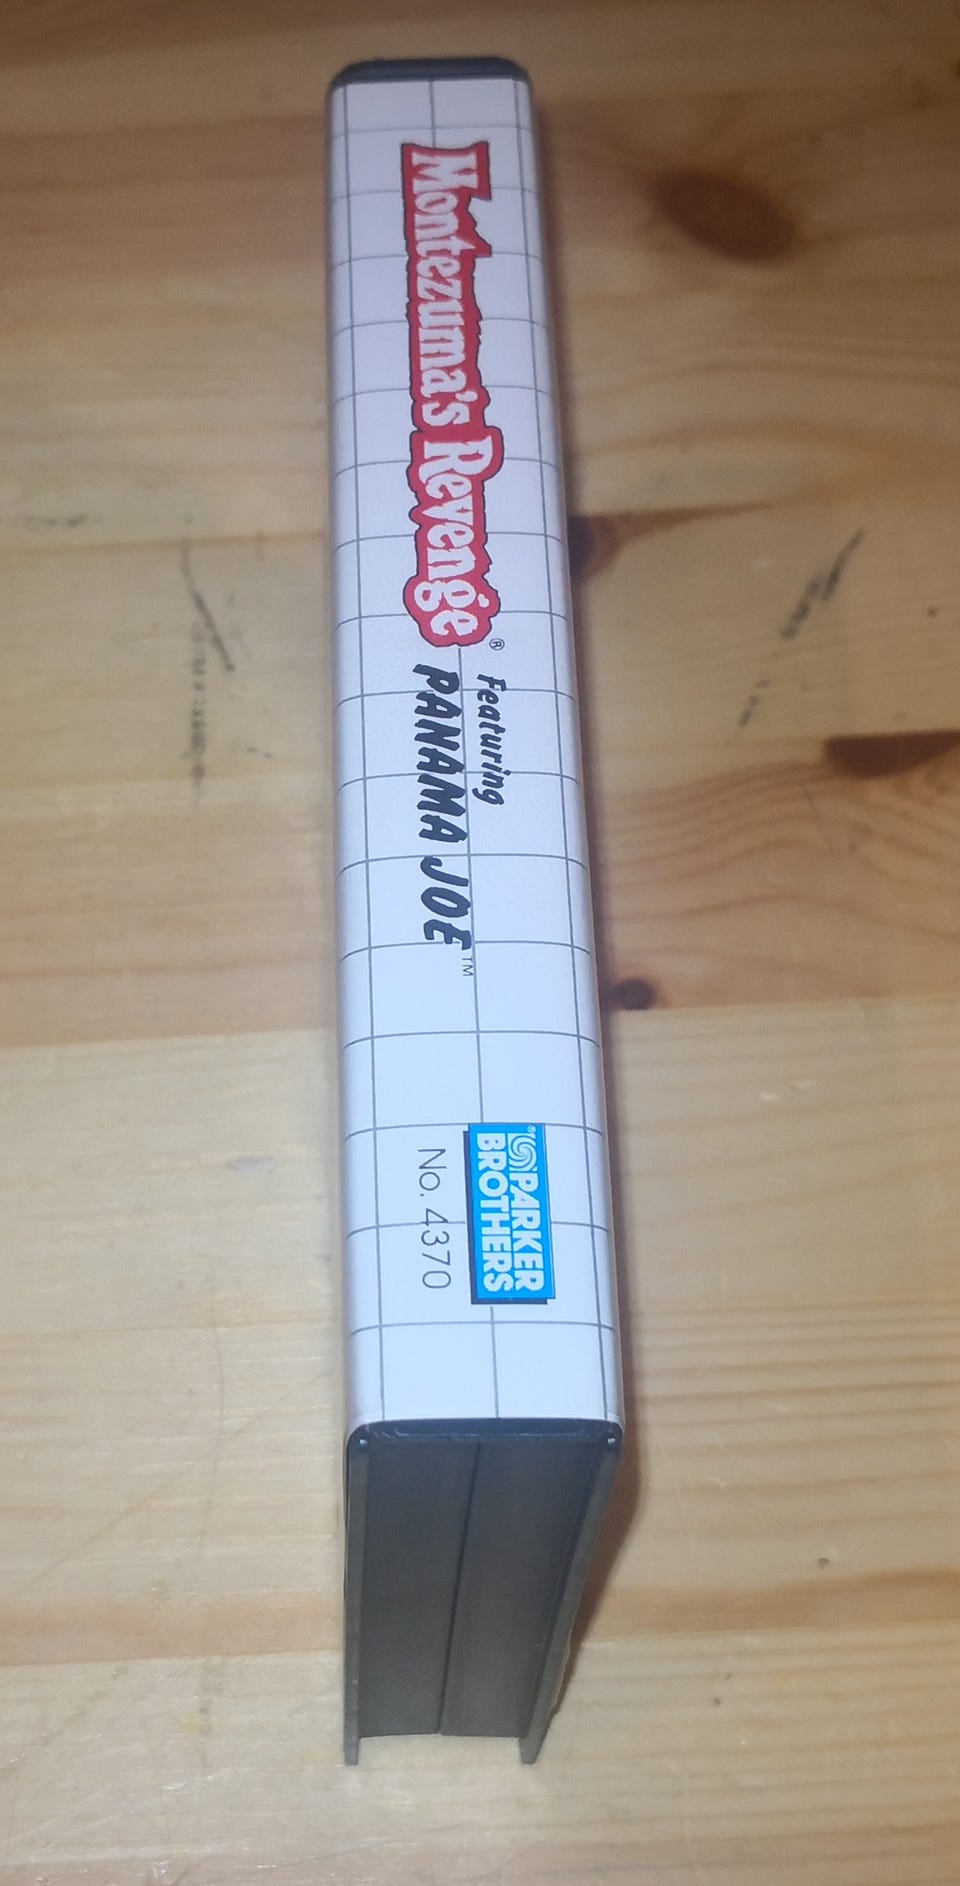 Montezuma's Revenge®
Featuring
PANAMA JOE™
®PARKER
BROTHERS
No. 4370